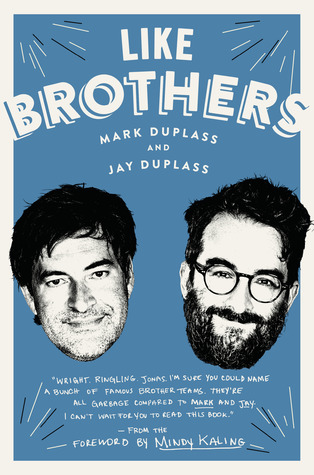 LIKE
BROTHERS
MARK DUPLASS
AND
JAY DUPLASS
"WRIGHT. RINGLING. JONAS. I'M SURE YOU COULD NAME
A BUNCH OF FAMOUS BROTHER TEAMS. THEY'RE
ALL GARBAGE COMPARED TO MARK AND JAY.
I CAN'T WAIT FOR YOU TO READ THIS BOOK."
– FROM THE
FOREWORD BY MINDY KALING